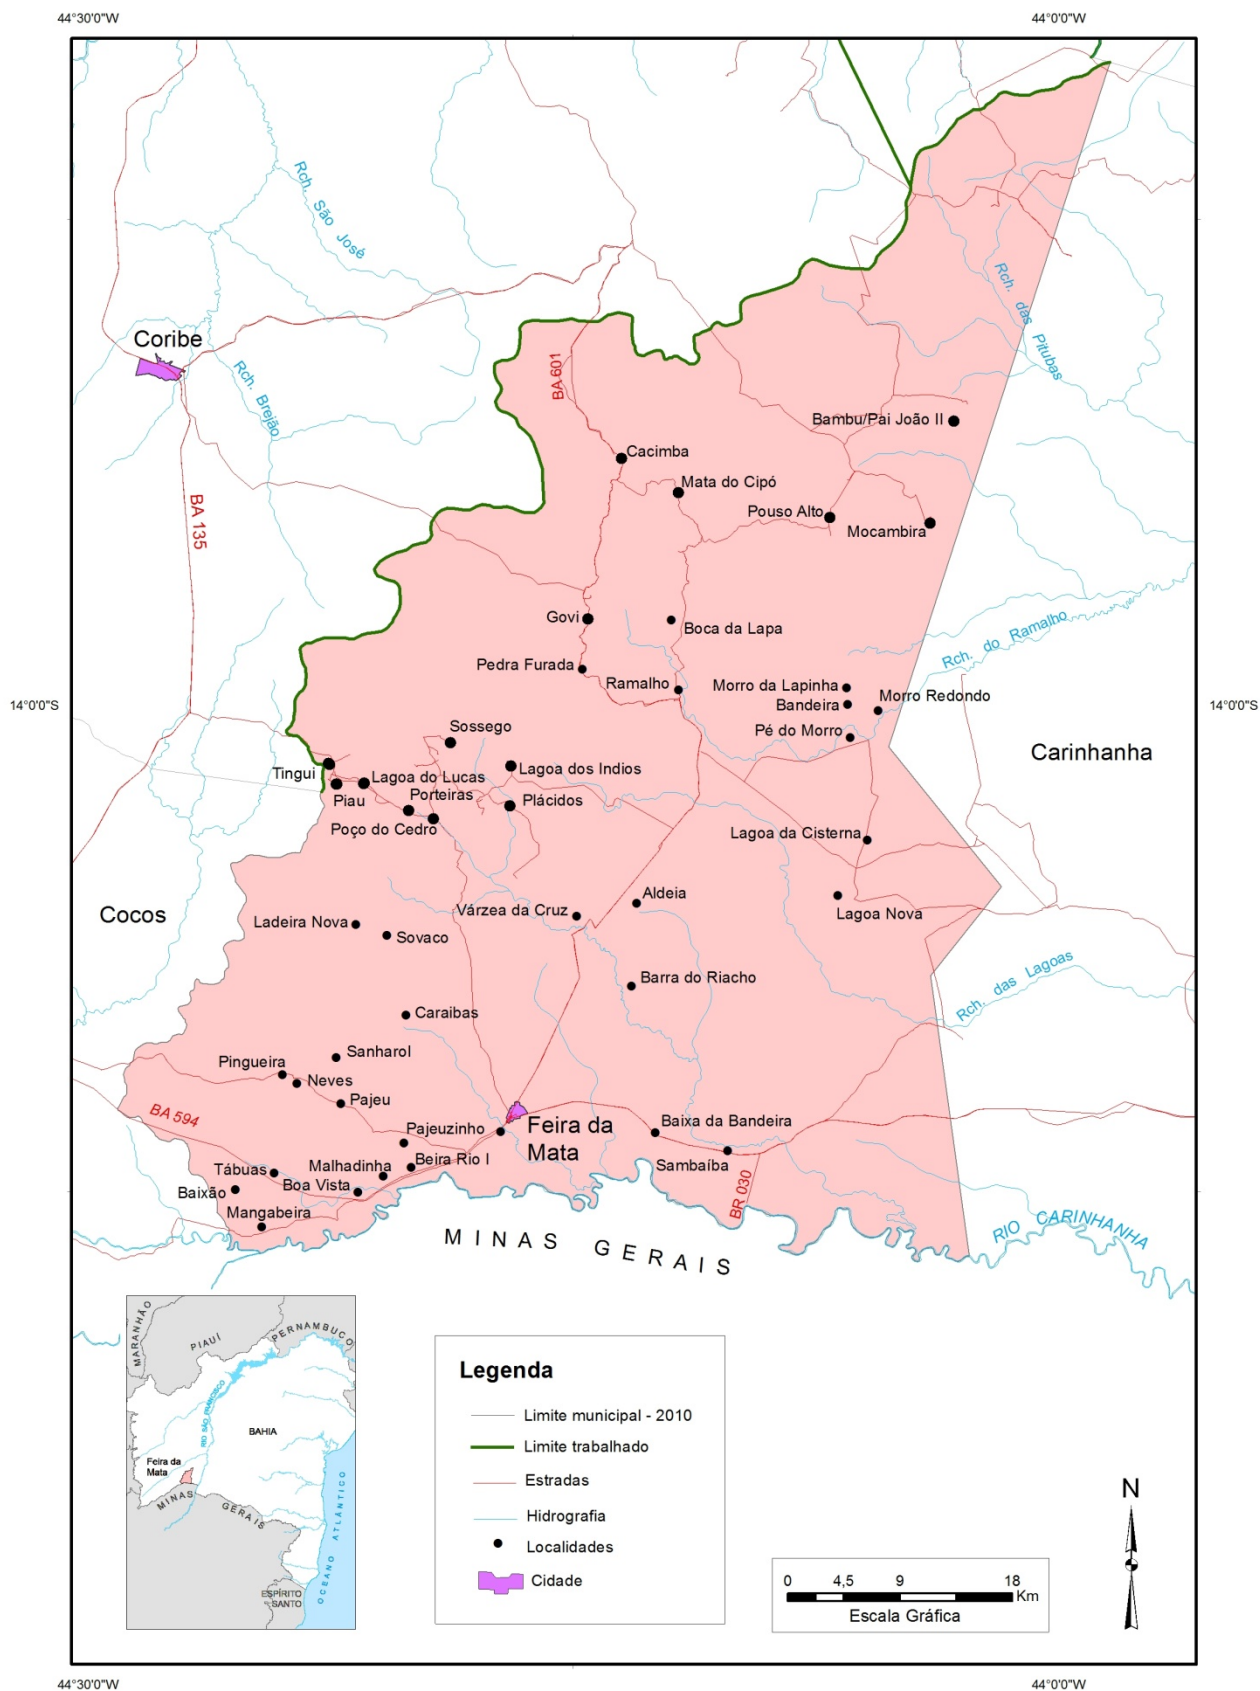 44°30'0"W
44°0'0"W
Rch. São José
Rch. das Pitubas
Coribe
BA 601
Rch. Brejão
Bambu/Pai João II
Cacimba
Mata do Cipó
BA 135
Pouso Alto
Mocambira
Govi
Boca da Lapa
Rch. do Ramalho
Pedra Furada
Ramalho
Morro da Lapinha
Morro Redondo
Bandeira
14°0'0"S
14°0'0"S
Pé do Morro
Sossego
Carinhanha
Tingui
Lagoa dos Indios
Lagoa do Lucas
Piau
Porteiras
Plácidos
Poço do Cedro
Lagoa da Cisterna
Aldeia
Cocos
Várzea da Cruz
Lagoa Nova
Ladeira Nova
Sovaco
Barra do Riacho
Rch. das Lagoas
Caraibas
Sanharol
Pingueira
Neves
Pajeu
BA 594
Baixa da Bandeira
Feira da
Mata
Pajeuzinho
Sambaíba
Beira Rio I
Malhadinha
Tábuas
Boa Vista
Baixão
BR 030
Mangabeira
RIO CARINHANHA
MINAS GERAIS
MARANHÃO
PIAUÍ
PERNAMBUCO
RIO SÃO FRANCISCO
BAHIA
Feira da
Mata
MINAS GERAIS
OCEANO ATLÂNTICO
ESPÍRITO
SANTO
Legenda
Limite municipal - 2010
Limite trabalhado
Estradas
Hidrografia
Localidades
Cidade
N
0 4,5 9 18
Km
Escala Gráfica
44°30'0"W
44°0'0"W